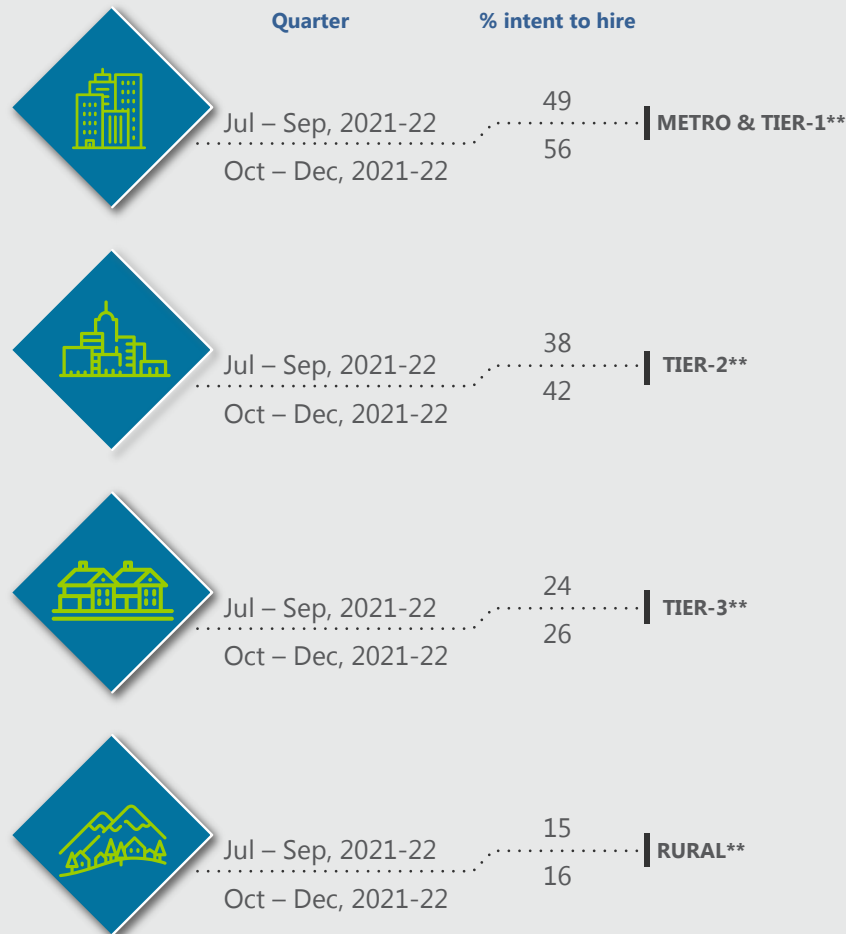 Quarter % intent to hire
Jul – Sep, 2021-22 49
METRO & TIER-1**
Oct – Dec, 2021-22 56
Jul – Sep, 2021-22 38
TIER-2**
Oct – Dec, 2021-22 42
Jul – Sep, 2021-22 24
TIER-3**
Oct – Dec, 2021-22 26
Jul – Sep, 2021-22 15
RURAL**
Oct – Dec, 2021-22 16